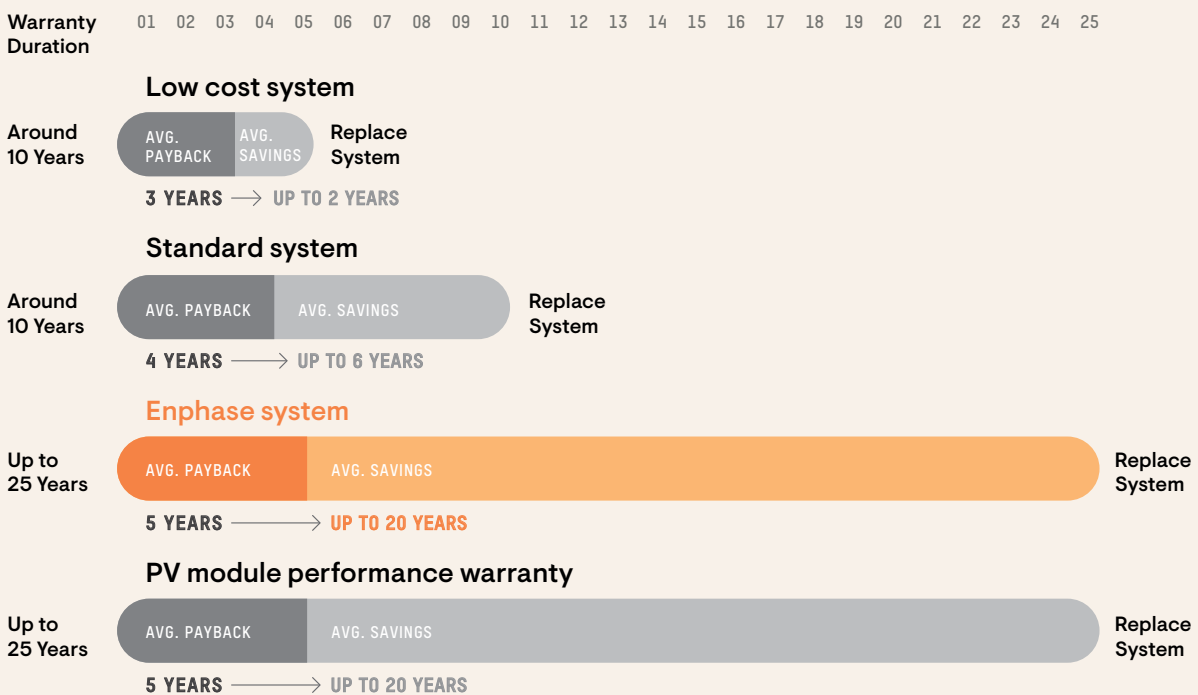 Warranty
Duration
01 02 03 04 05 06 07 08 09 10 11 12 13 14 15 16 17 18 19 20 21 22 23 24 25
Low cost system
Around
10 Years
AVG.
PAYBACK
AVG.
SAVINGS
Replace
System
3 YEARS
UP TO 2 YEARS
Standard system
Around
10 Years
AVG. PAYBACK
AVG. SAVINGS
Replace
System
4 YEARS
UP TO 6 YEARS
Enphase system
Up to
25 Years
AVG. PAYBACK
AVG. SAVINGS
Replace
System
5 YEARS
UP TO 20 YEARS
PV module performance warranty
Up to
25 Years
AVG. PAYBACK
AVG. SAVINGS
Replace
System
5 YEARS
UP TO 20 YEARS